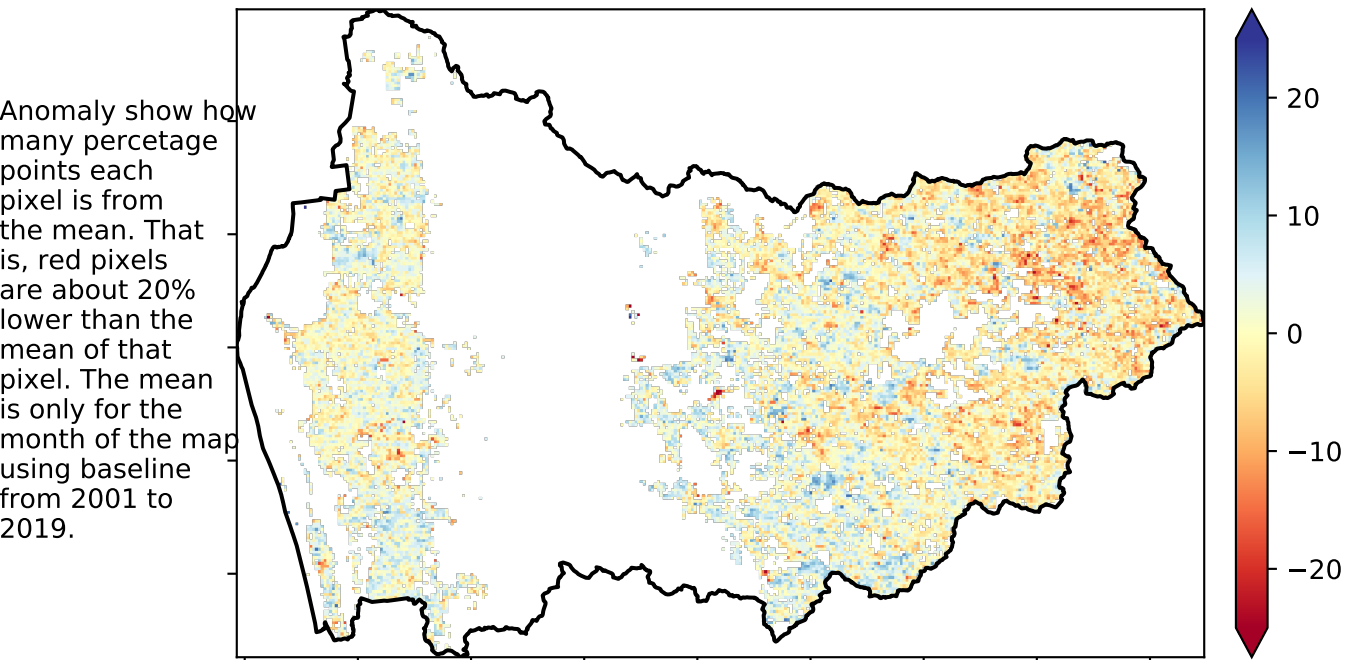 Anomaly show how
many percetage
points each
pixel is from
the mean. That
is, red pixels
are about 20%
lower than the
mean of that
pixel. The mean
is only for the
month of the map
using baseline
from 2001 to
2019.
20
10
0
−10
−20